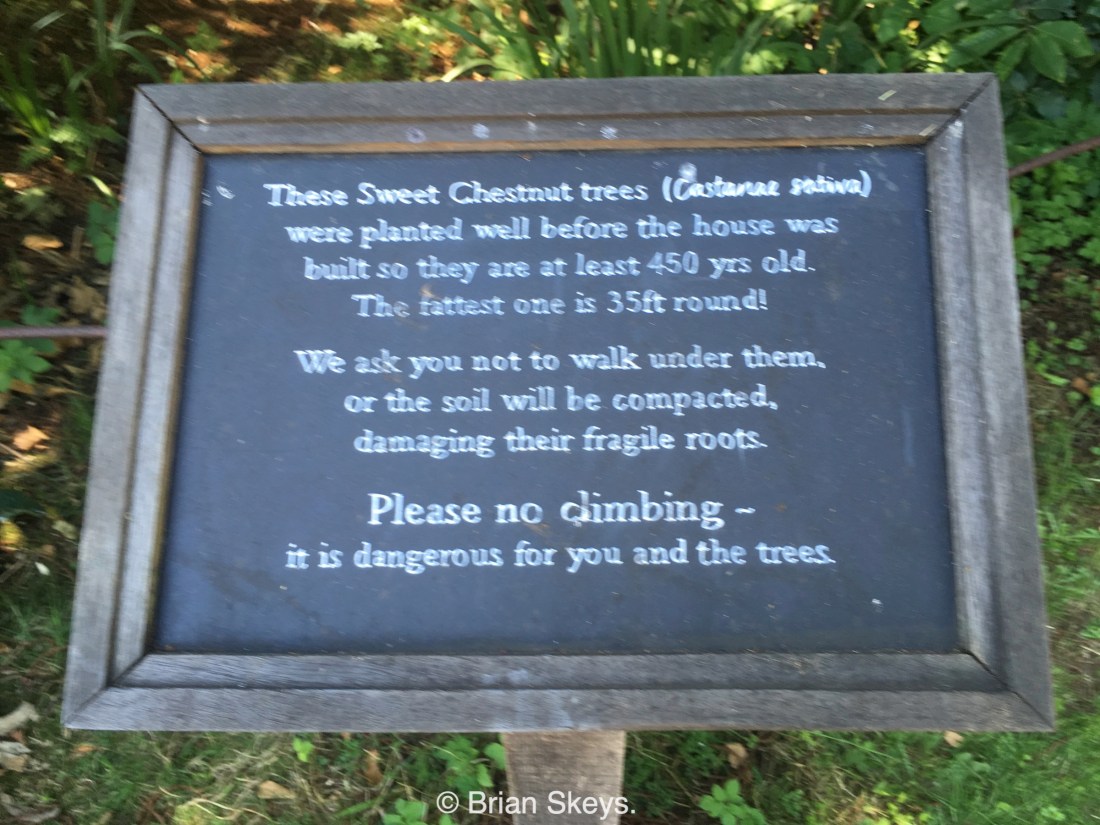 These Sweet Chestnut trees (Castanae sativa)
were planted well before the house was
built so they are at least 450 yrs old.
The fattest one is 35ft round!
We ask you not to walk under them,
or the soil will be compacted,
damaging their fragile roots.
Please no climbing ~
it is dangerous for you and the trees.
© Brian Skeys.